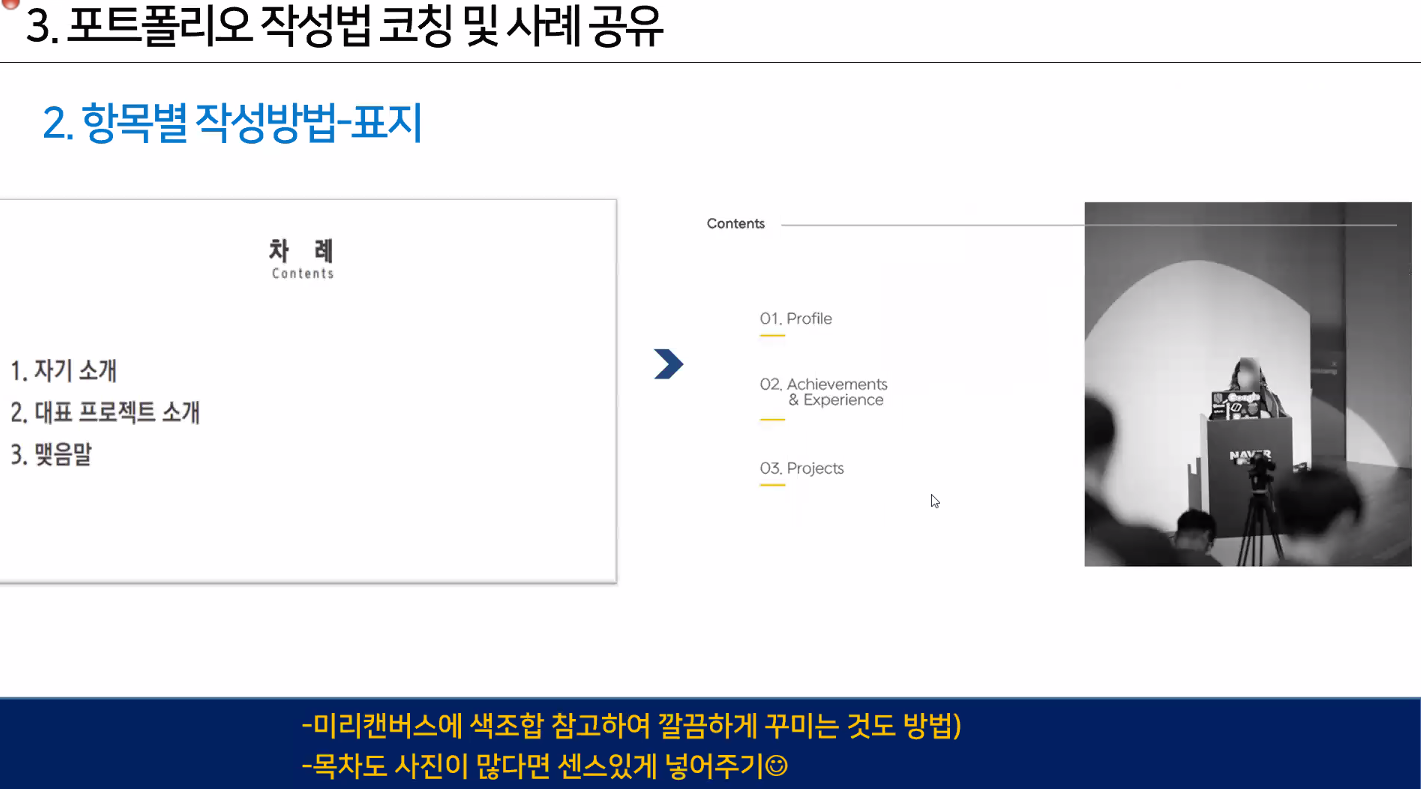 3. 포트폴리오 작성법 코칭 및 사례 공유
2. 항목별 작성방법-표지
차 례
Contents
1. 자기 소개
2. 대표 프로젝트 소개
3. 맺음말
Contents
01. Profile
02. Achievements
& Experience
03. Projects
Google
NAVER
-미리캔버스에 색조합 참고하여 깔끔하게 꾸미는 것도 방법)
-목차도 사진이 많다면 센스있게 넣어주기☺